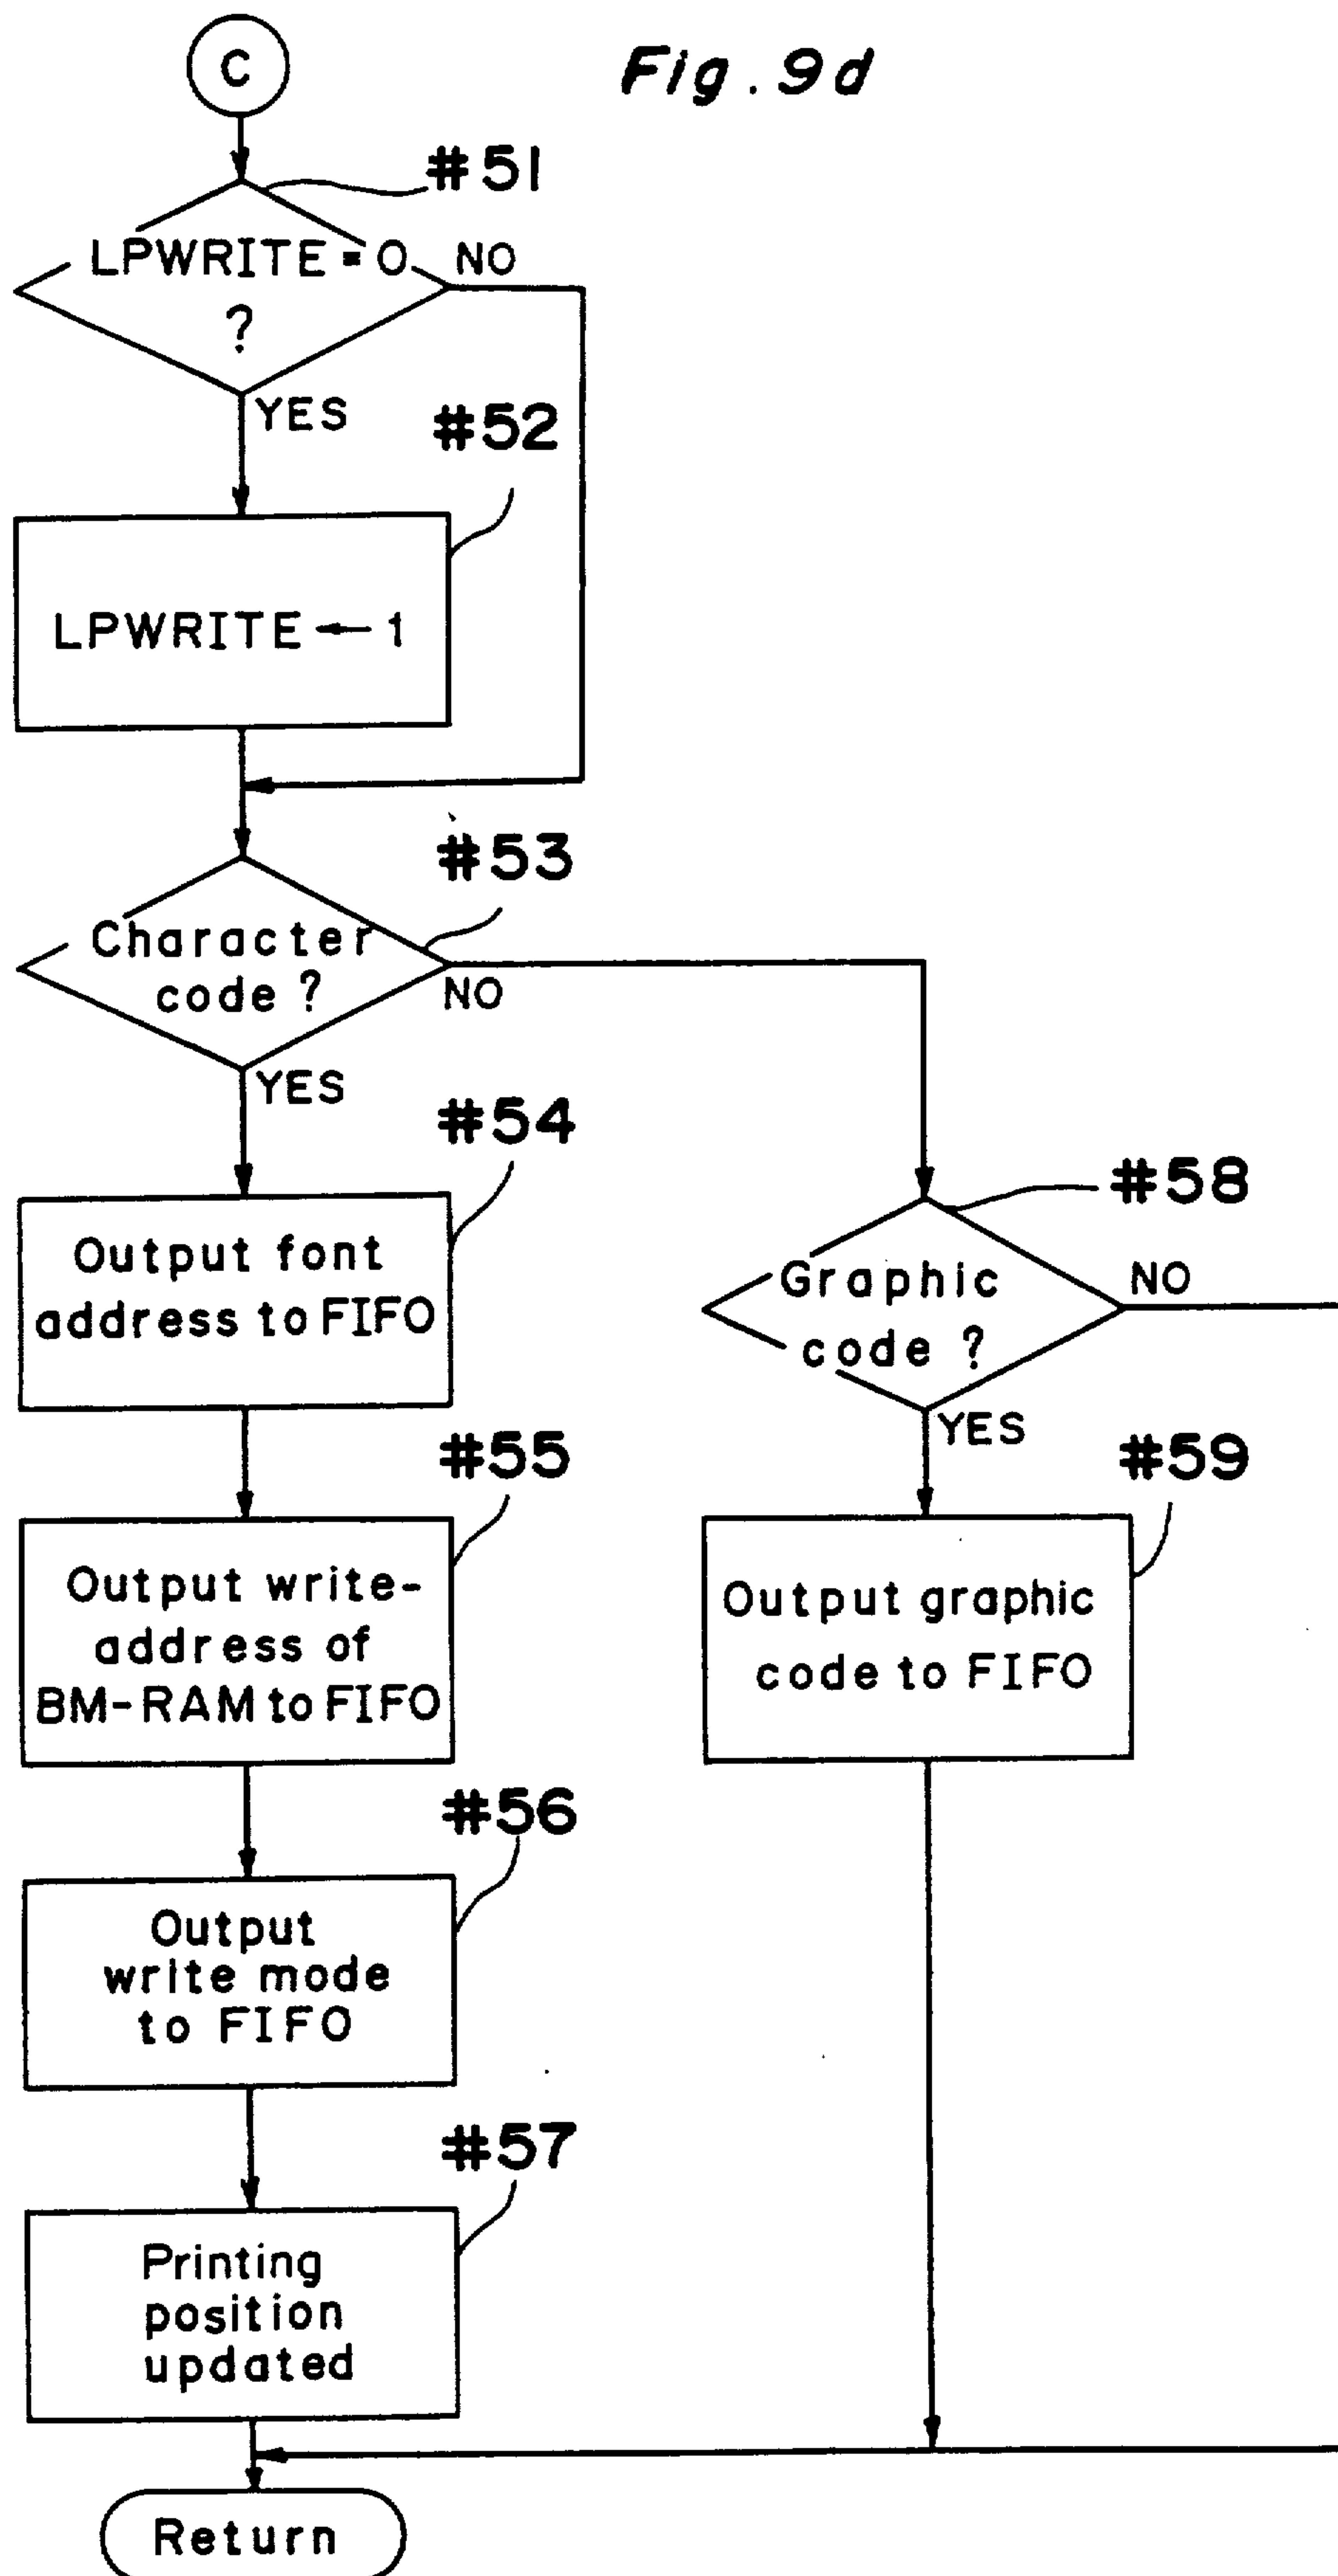 C
Fig. 9d
#51
LPWRITE = 0
?
NO
YES
#52
LPWRITE ← 1
#53
Character
code ?
NO
YES
#54
Output font
address to FIFO
#55
Output write-
address of
BM-RAM to FIFO
#56
Output
write mode
to FIFO
#57
Printing
position
updated
#58
Graphic
code ?
NO
YES
#59
Output graphic
code to FIFO
Return